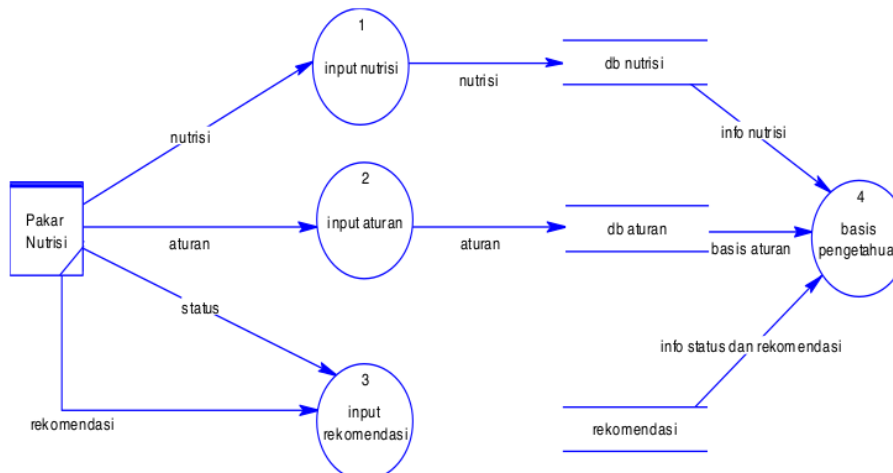 1
input nutrisi
nutrisi
db nutrisi
nutrisi
info nutrisi
Pakar
Nutrisi
2
input aturan
aturan
aturan
db aturan
basis aturan
4
basis
pengetahua
status
info status dan rekomendasi
3
input
rekomendasi
rekomendasi
rekomendasi